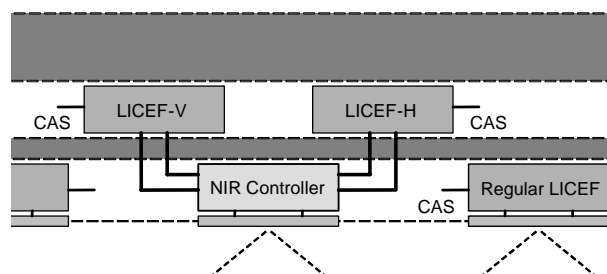 LICEF-V
LICEF-H
CAS
CAS
NIR Controller
Regular LICEF
CAS